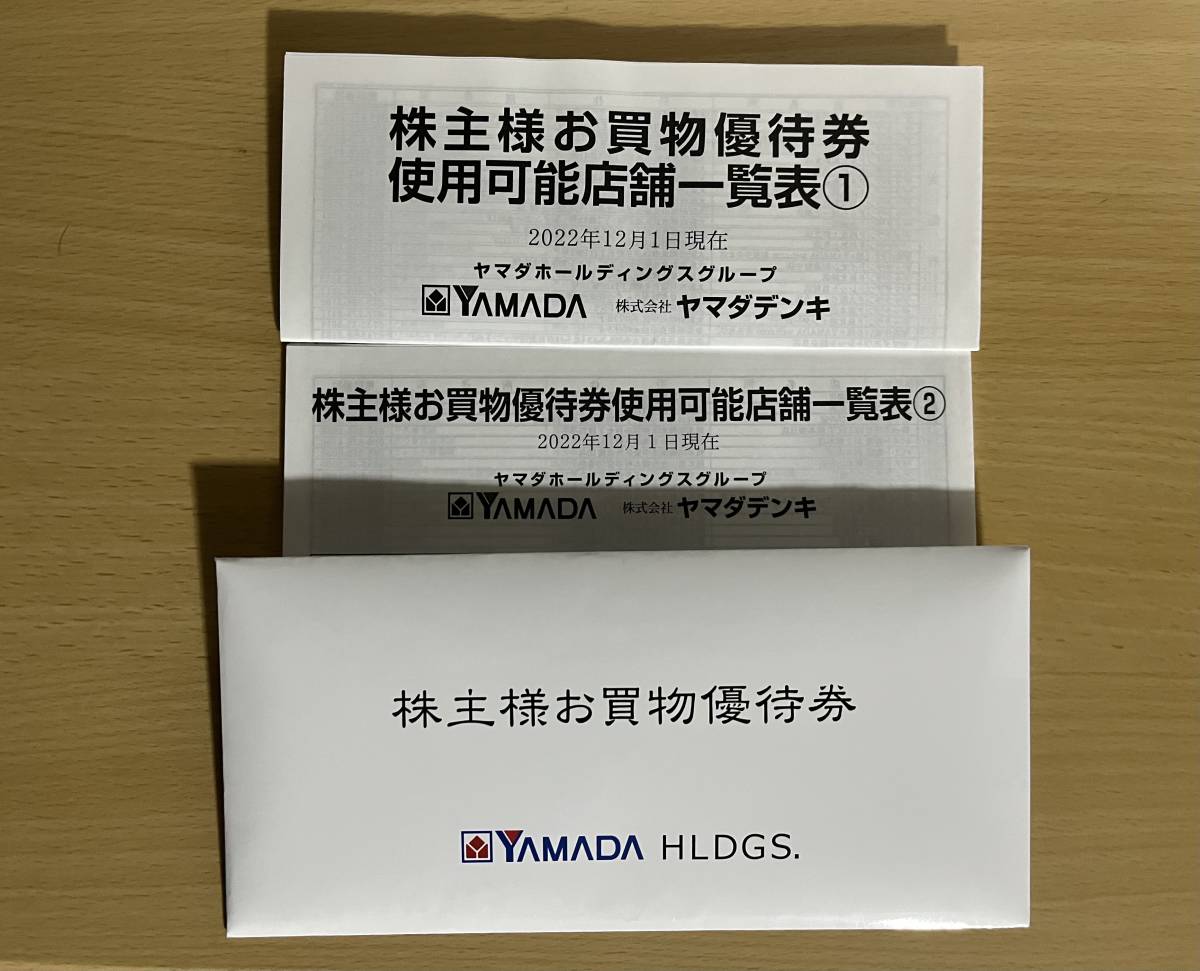 株主様お買物優待券
使用可能店舗一覧表①
2022年12月1日現在
ヤマダホールディングスグループ
YAMADA 株式会社 ヤマダデンキ
株主様お買物優待券使用可能店舗一覧表②
2022年12月1日現在
ヤマダホールディングスグループ
YAMADA 株式会社 ヤマダデンキ
株主様お買物優待券
YAMADA HLDGS.